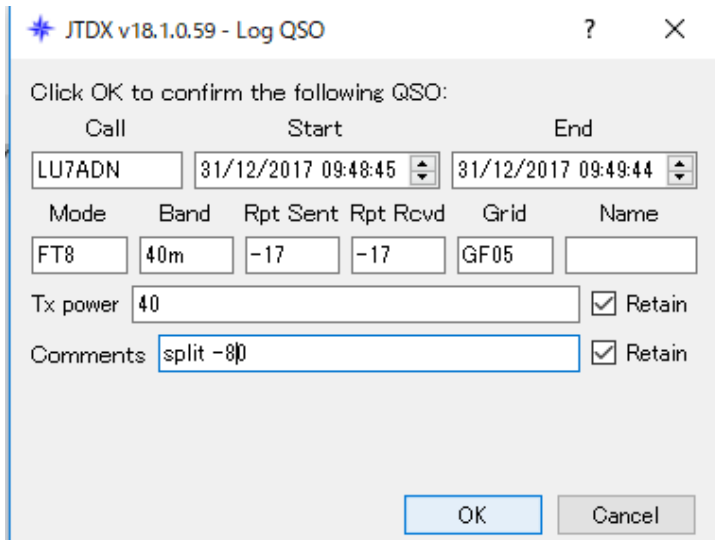 JTDX v18.1.0.59 - Log QSO ? ×
Click OK to confirm the following QSO:
Call Start End
LU7ADN 31/12/2017 09:48:45 31/12/2017 09:49:44
Mode Band Rpt Sent Rpt Rcvd Grid Name
FT8 40m -17 -17 GF05
Tx power 40 Retain
Comments split -80 Retain
OK Cancel